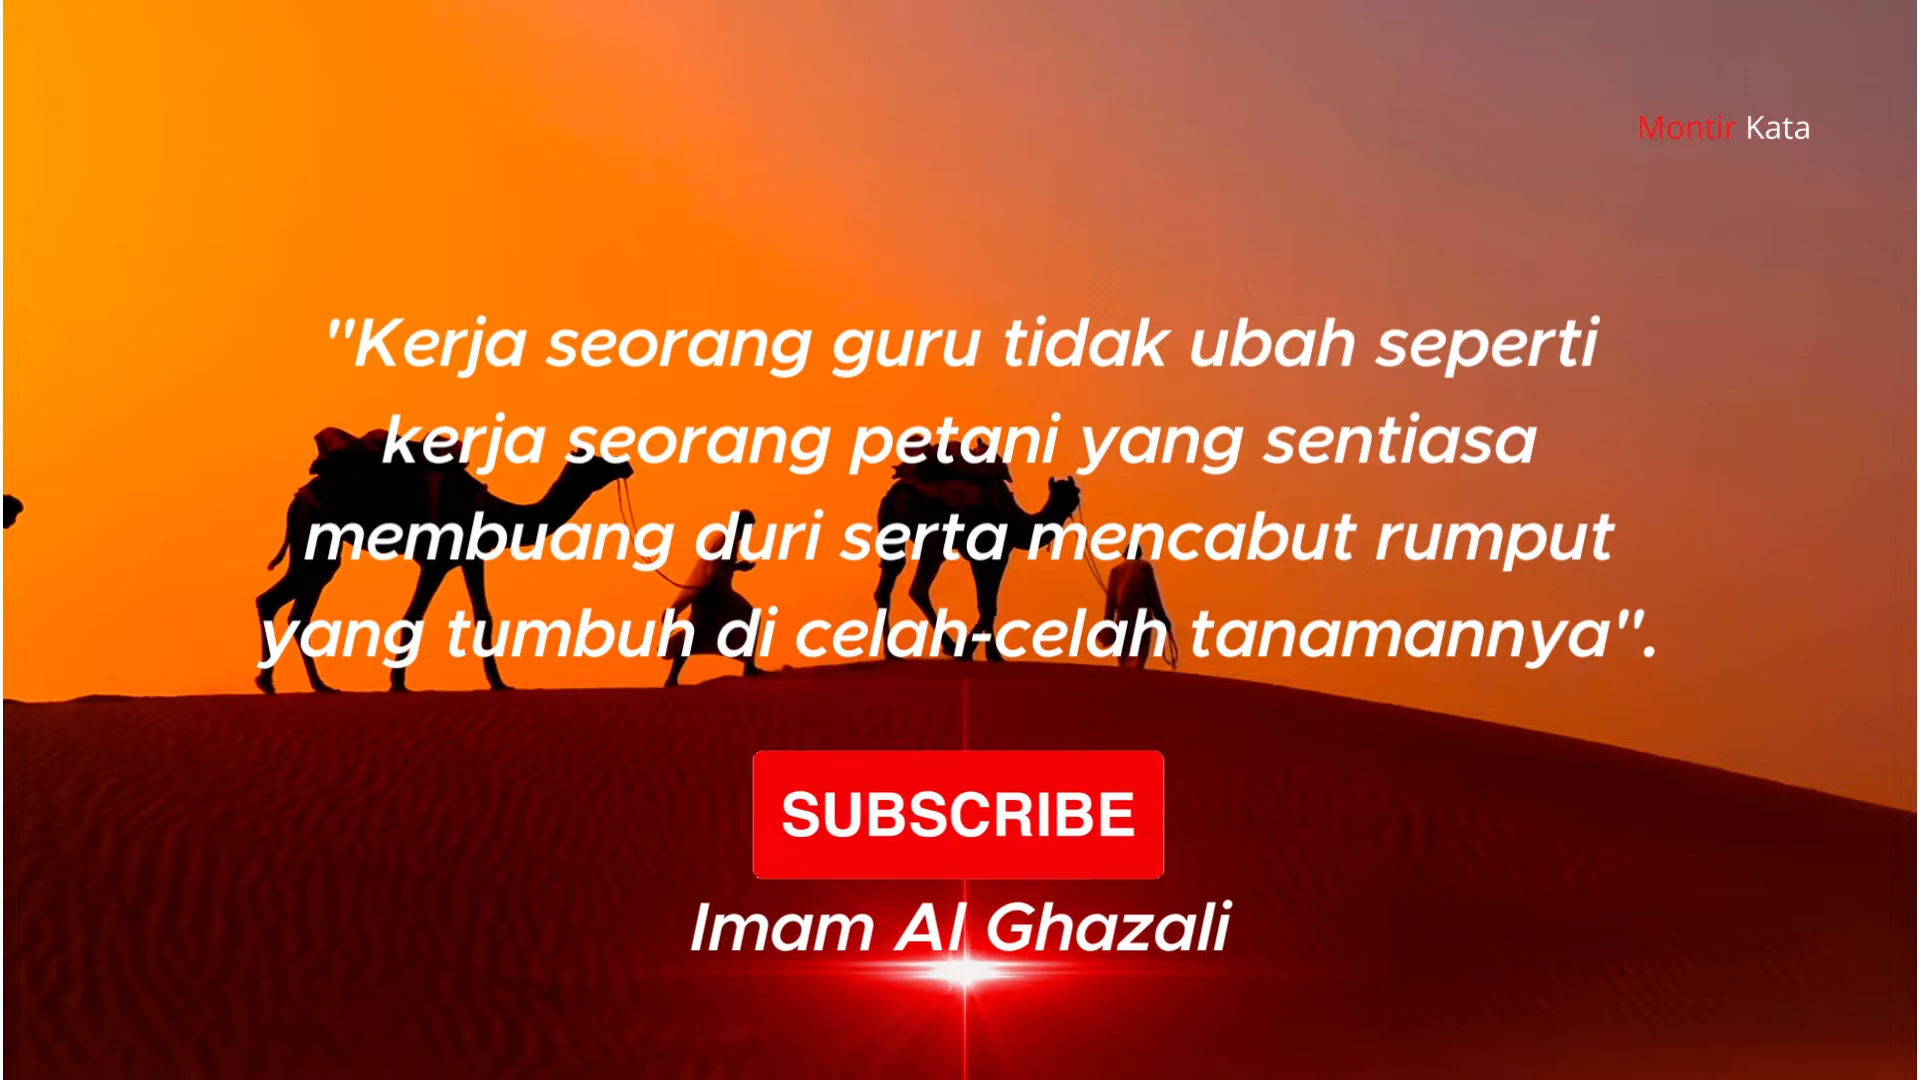 Montir Kata
"Kerja seorang guru tidak ubah seperti
kerja seorang petani yang sentiasa
membuang duri serta mencabut rumput
yang tumbuh di celah-celah tanamannya".
SUBSCRIBE
Imam Al Ghazali